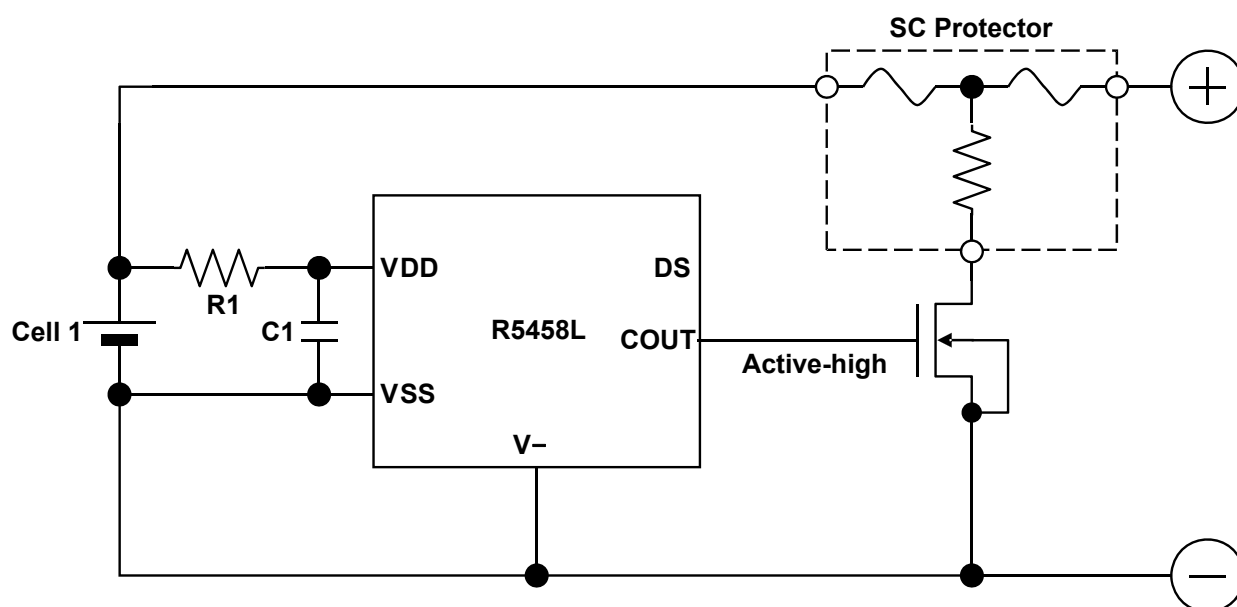 SC Protector
+
VDD
DS
R1
Cell 1
C1
R5458L
COUT
Active-high
VSS
V−
−